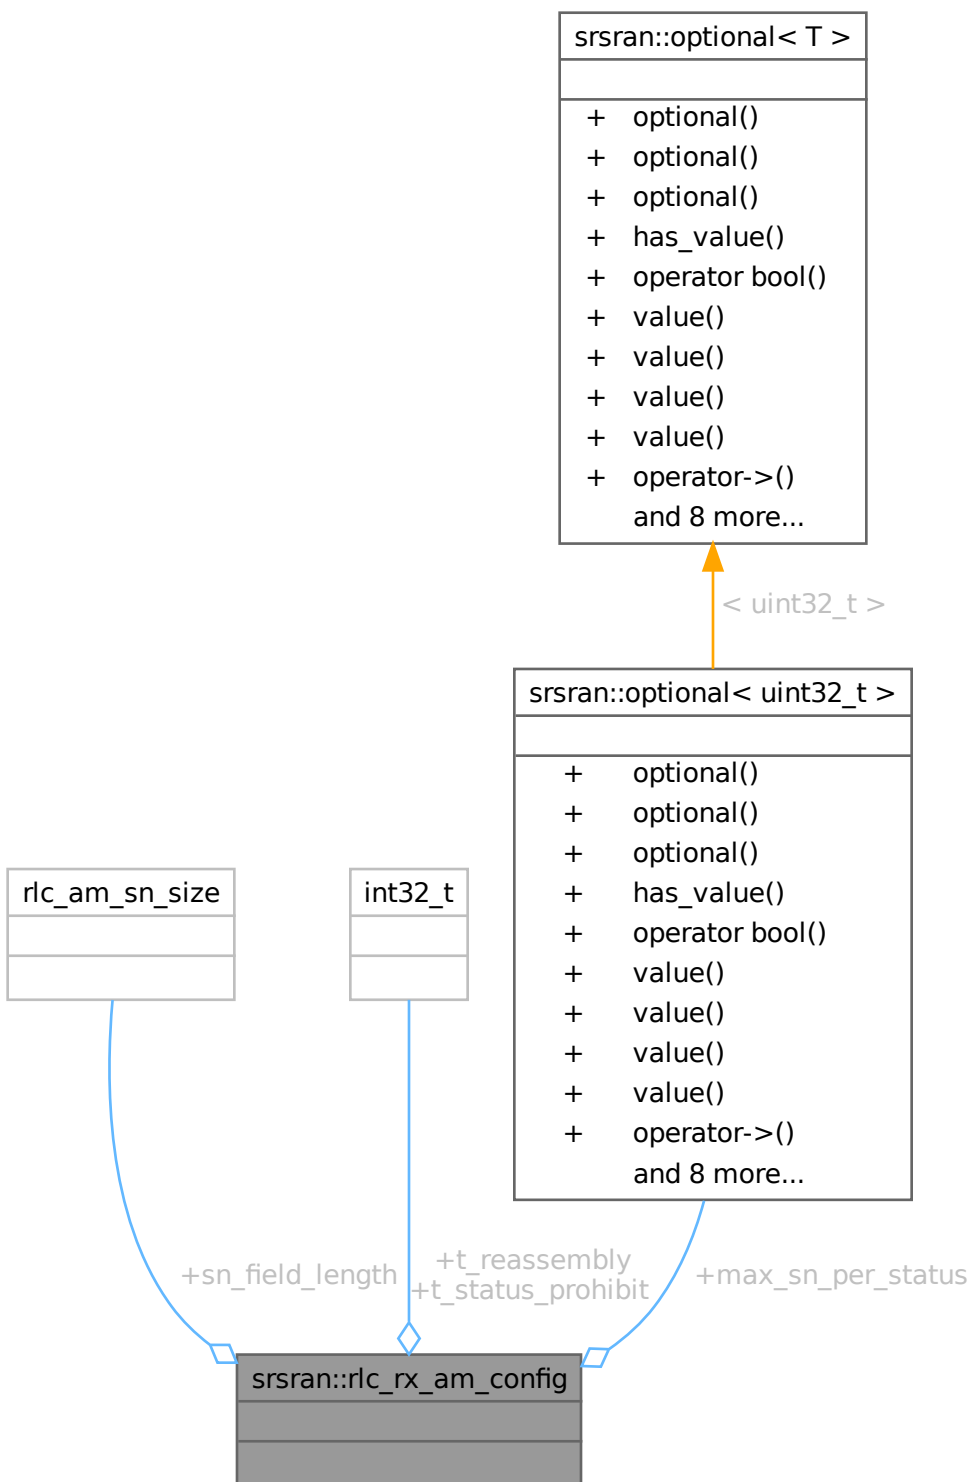 srsran::optional< T >
+ optional()
+ optional()
+ optional()
+ has_value()
+ operator bool()
+ value()
+ value()
+ value()
+ value()
+ operator->()
and 8 more...
< uint32_t >
srsran::optional< uint32_t >
+ optional()
+ optional()
+ optional()
+ has_value()
+ operator bool()
+ value()
+ value()
+ value()
+ value()
+ operator->()
and 8 more...
rlc_am_sn_size
int32_t
+sn_field_length
+t_reassembly
+t_status_prohibit
+max_sn_per_status
srsran::rlc_rx_am_config